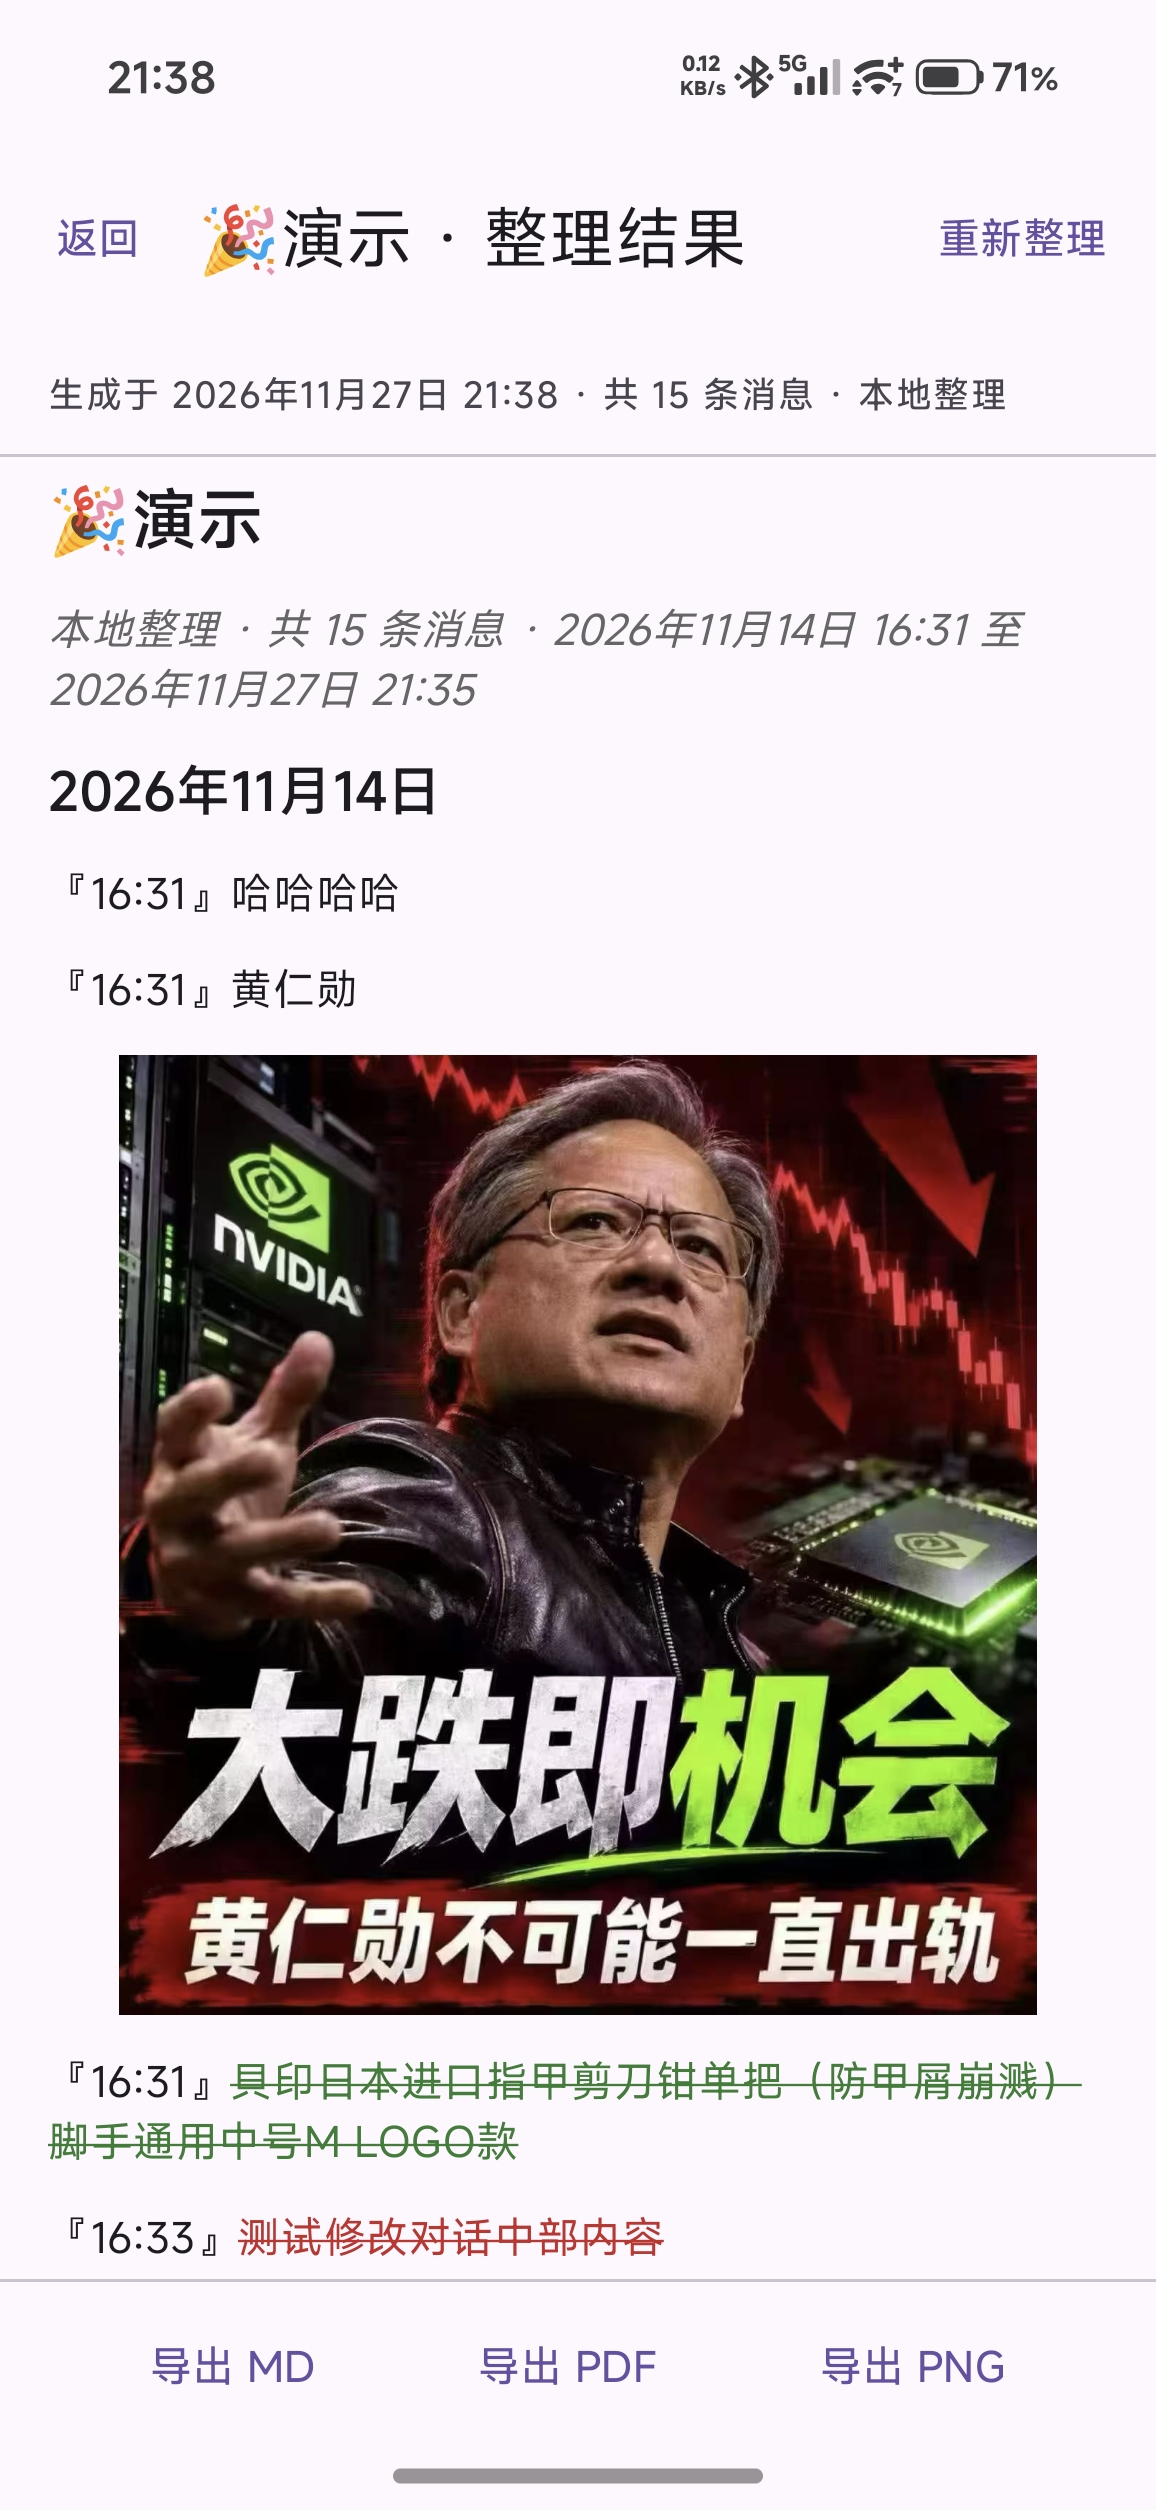 21:38
0.12
KB/s
5G
7
71%
返回
🎉演示 · 整理结果
重新整理
生成于 2026年11月27日 21:38 · 共 15 条消息 · 本地整理
🎉演示
本地整理 · 共 15 条消息 · 2026年11月14日 16:31 至
2026年11月27日 21:35
2026年11月14日
『16:31』哈哈哈哈
『16:31』黄仁勋
NVIDIA
大跌即机会
黄仁勋不可能一直出轨
『16:31』貝印日本进口指甲剪刀钳单把（防甲屑崩溅）
脚手通用中号M LOGO款
『16:33』测试修改对话中部内容
导出 MD
导出 PDF
导出 PNG